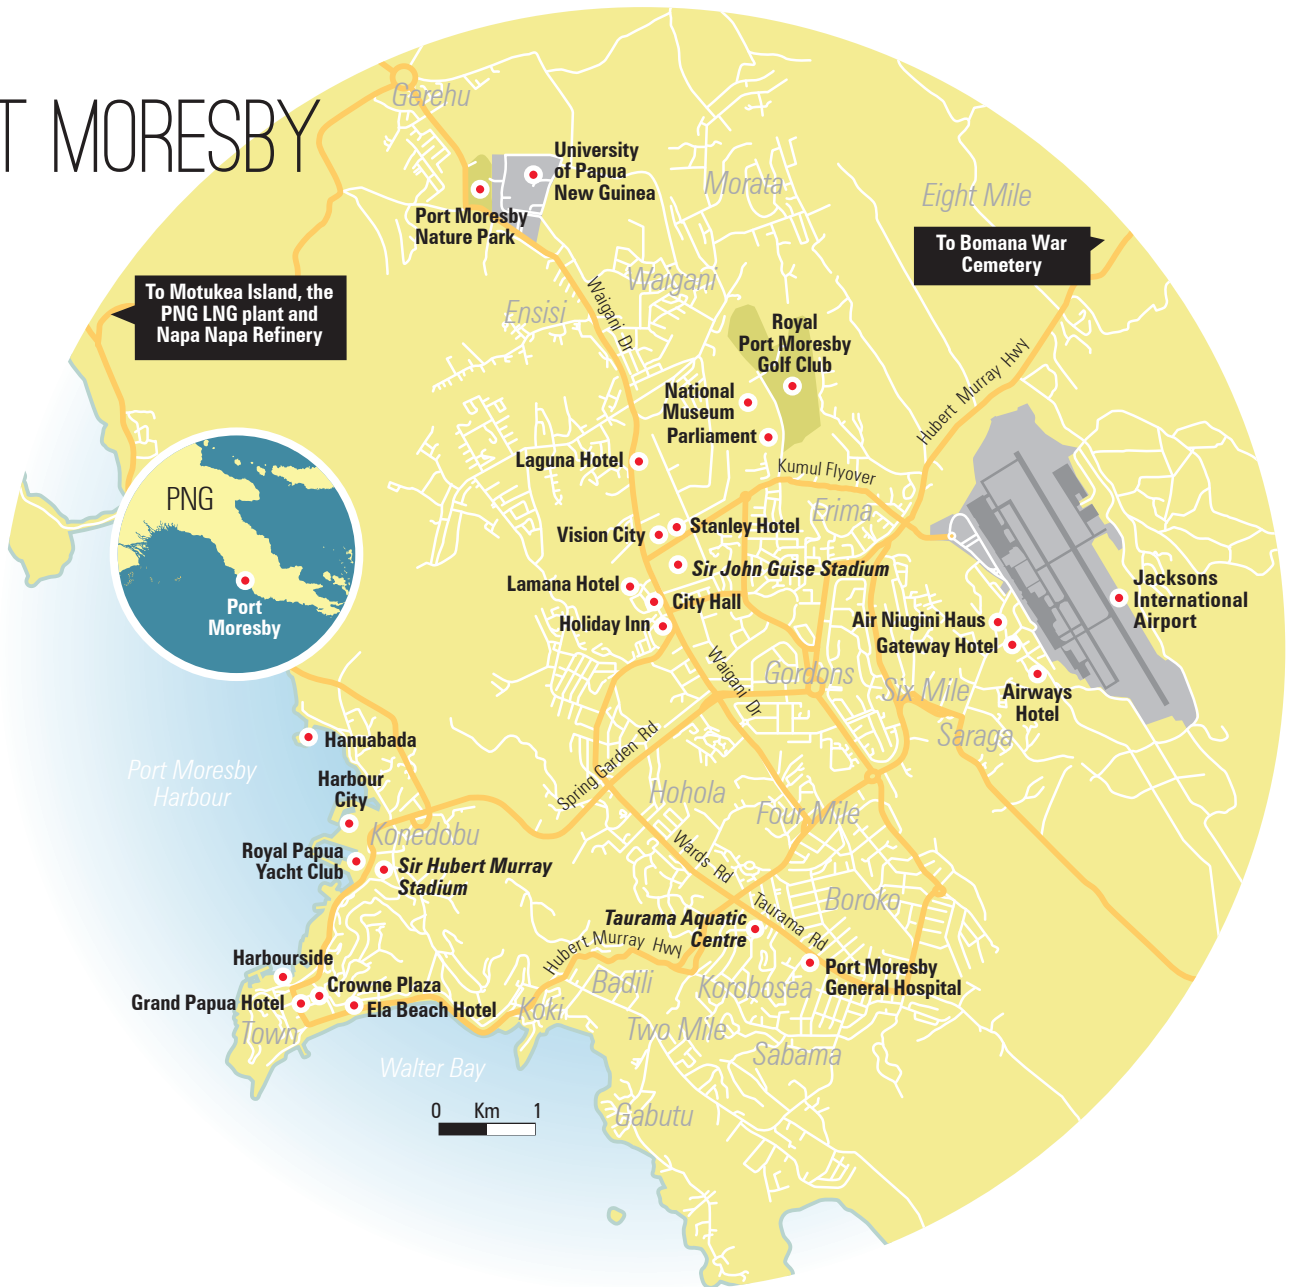 T MORESBY
Gerehu
University
of Papua
New Guinea
Port Moresby
Nature Park
Morata
Eight Mile
To Bomana War
Cemetery
Waigani
Ensisi
Waigani Dr
To Motukea Island, the
PNG LNG plant and
Napa Napa Refinery
Royal
Port Moresby
Golf Club
National
Museum
Parliament
Hubert Murray Hwy
Laguna Hotel
Kumul Flyover
Erima
PNG
Port
Moresby
Vision City
Stanley Hotel
Sir John Guise Stadium
Lamana Hotel
City Hall
Holiday Inn
Jacksons
International
Airport
Air Niugini Haus
Gateway Hotel
Airways
Hotel
Waigani Dr
Gordons
Six Mile
Saraga
Hanuabada
Port Moresby
Harbour
Harbour
City
Spring Garden Rd
Hohola
Four Mile
Konedobu
Royal Papua
Yacht Club
Sir Hubert Murray
Stadium
Wards Rd
Boroko
Taurama Aquatic
Centre
Taurama Rd
Hubert Murray Hwy
Harbourside
Crowne Plaza
Grand Papua Hotel
Ela Beach Hotel
Town
Koki
Badili
Korobosea
Port Moresby
General Hospital
Two Mile
Sabama
Walter Bay
Gabutu
0 Km 1